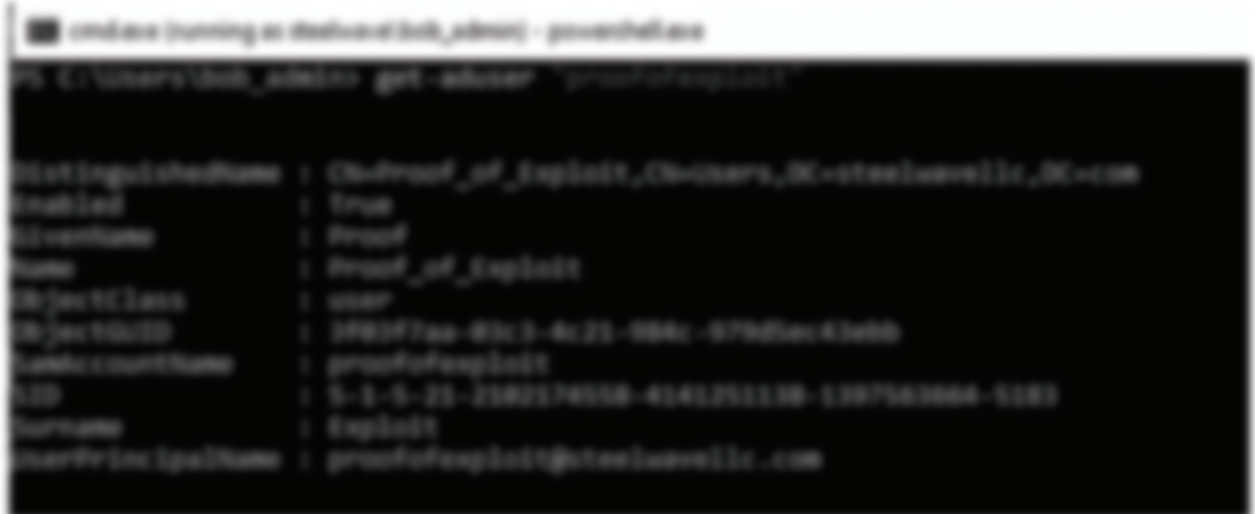 cmd.exe (running as steelwave\bob_admin) - powershell.exe
PS C:\Users\bob_admin> get-aduser "proofofexploit"
DistinguishedName : CN=Proof_of_Exploit,CN=Users,DC=steelwavellc,DC=com
Enabled : True
GivenName : Proof
Name : Proof_of_Exploit
ObjectClass : user
ObjectGUID :
SamAccountName : proofofexploit
SID :
Surname : Exploit
UserPrincipalName : proofofexploit@steelwavellc.com